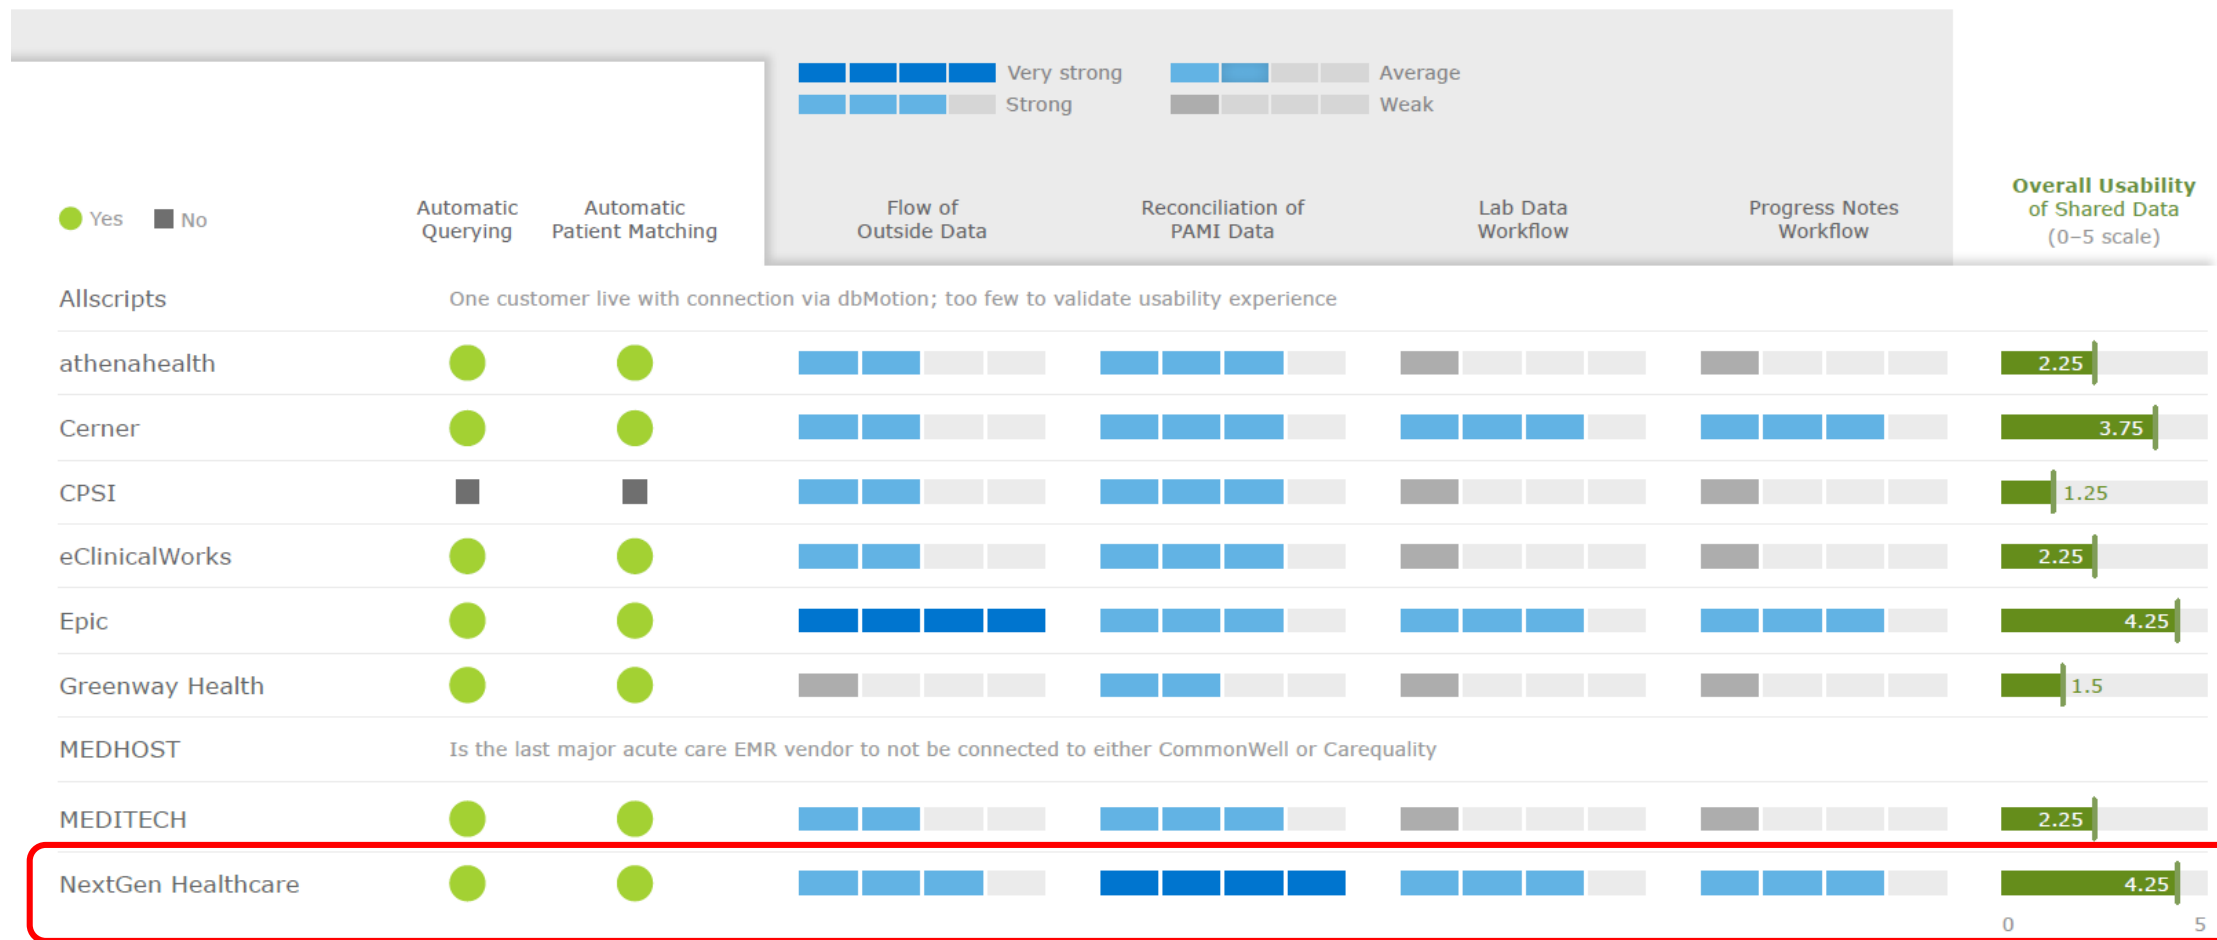 Very strong
Average
Strong
Weak
Yes
No
Automatic
Querying
Automatic
Patient Matching
Flow of
Outside Data
Reconciliation of
PAMI Data
Lab Data
Workflow
Progress Notes
Workflow
Overall Usability
of Shared Data
(0–5 scale)
Allscripts
One customer live with connection via dbMotion; too few to validate usability experience
athenahealth
2.25
Cerner
3.75
CPSI
1.25
eClinicalWorks
2.25
Epic
4.25
Greenway Health
1.5
MEDHOST
Is the last major acute care EMR vendor to not be connected to either CommonWell or Carequality
MEDITECH
2.25
NextGen Healthcare
4.25
0
5